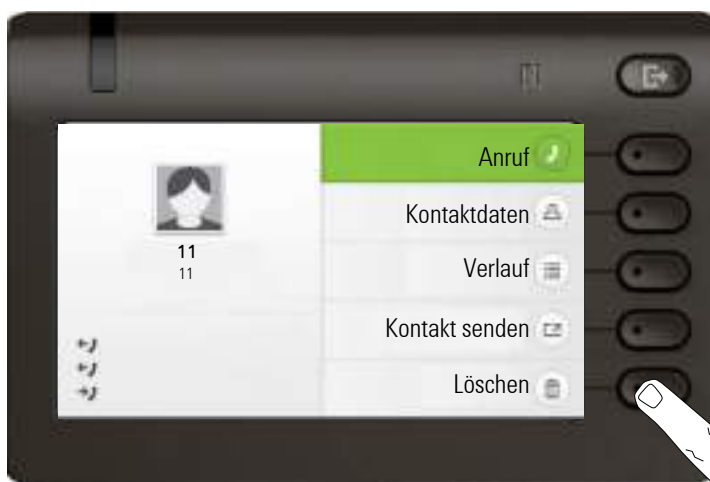 Anruf
Kontaktdaten
11
11
Verlauf
Kontakt senden
Löschen